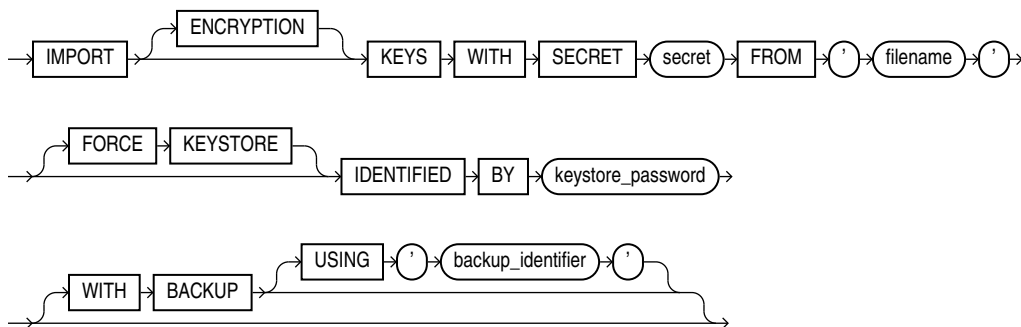 ENCRYPTION
IMPORT KEYS WITH SECRET secret FROM ’ filename ’
FORCE KEYSTORE
IDENTIFIED BY keystore_password
USING ’ backup_identifier ’
WITH BACKUP